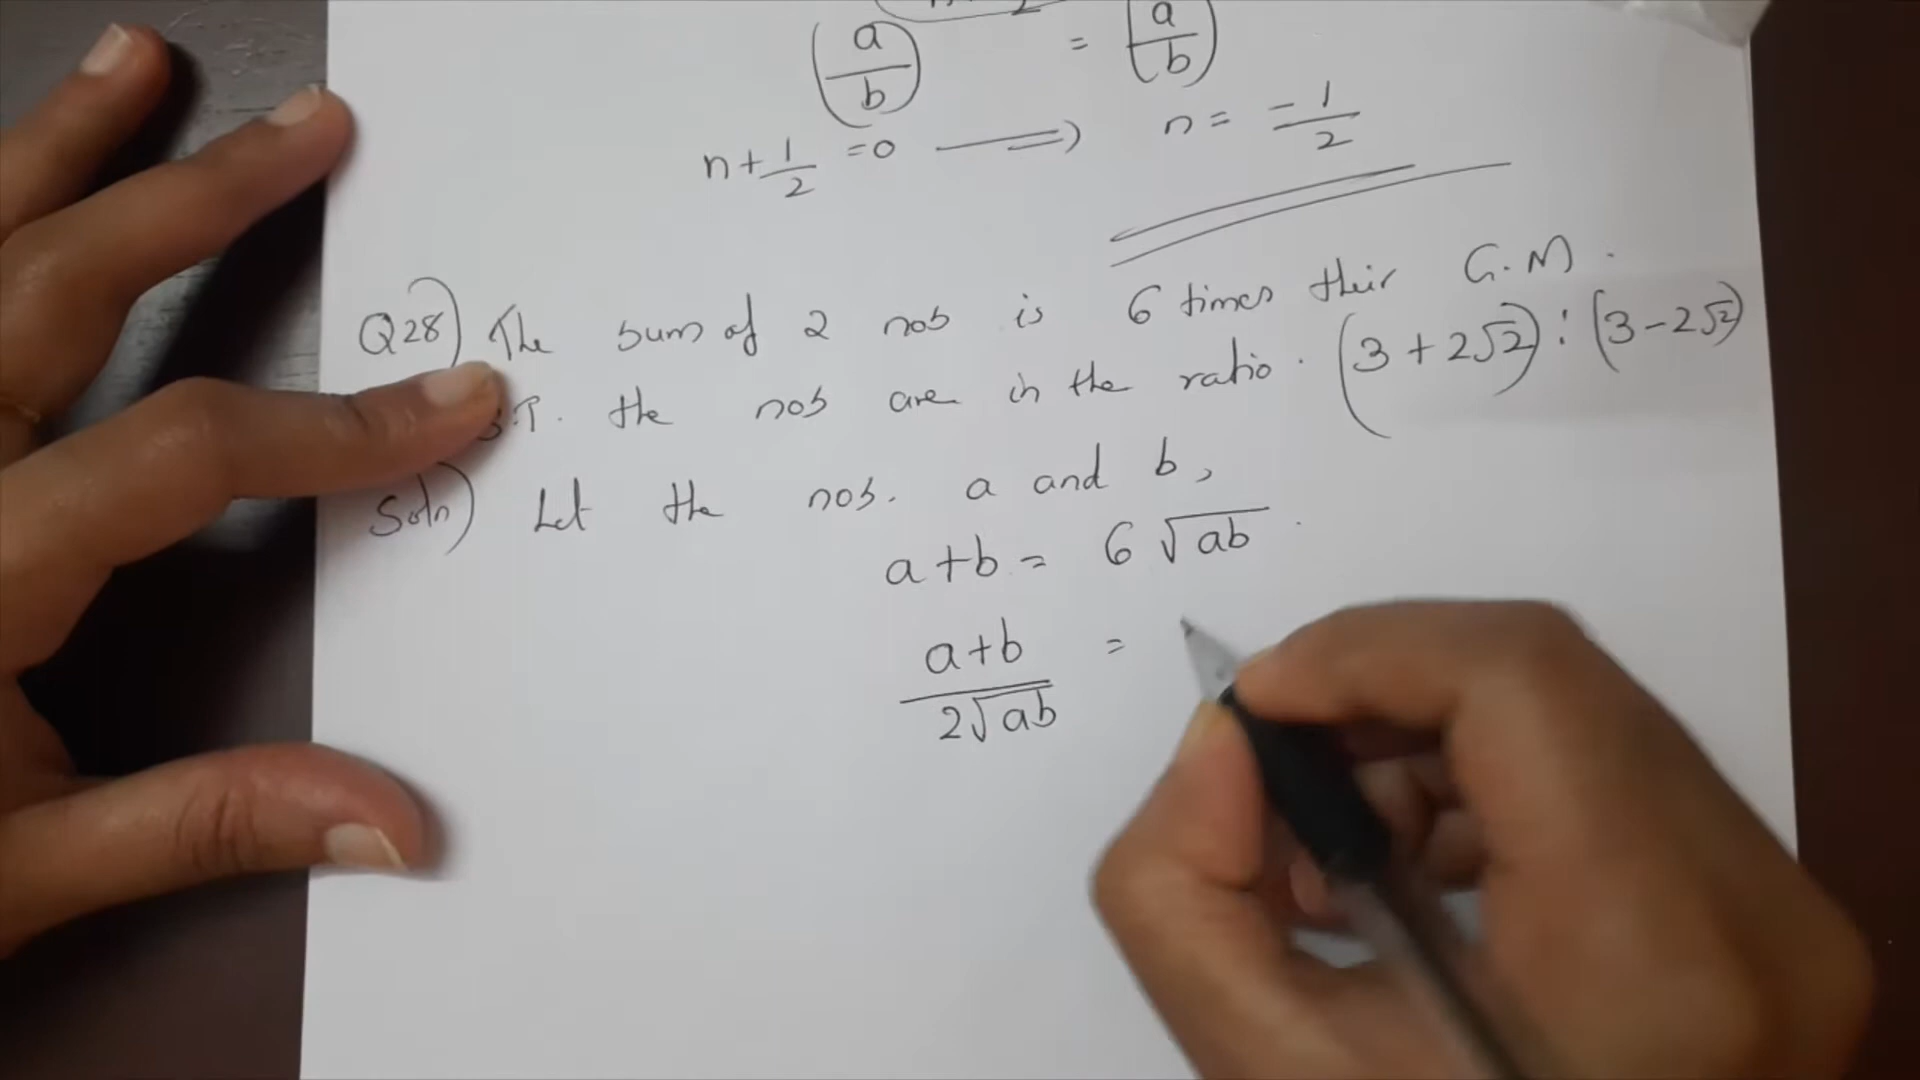 (a/b) = (a/b)
n + 1/2 = 0 ⟹ n = -1/2
Q28) The sum of 2 nos is 6 times their G.M.
S.T. the nos are in the ratio. (3 + 2√2) : (3 - 2√2)
Soln) Let the nos. a and b,
a + b = 6 √ab.
a+b / 2√ab =